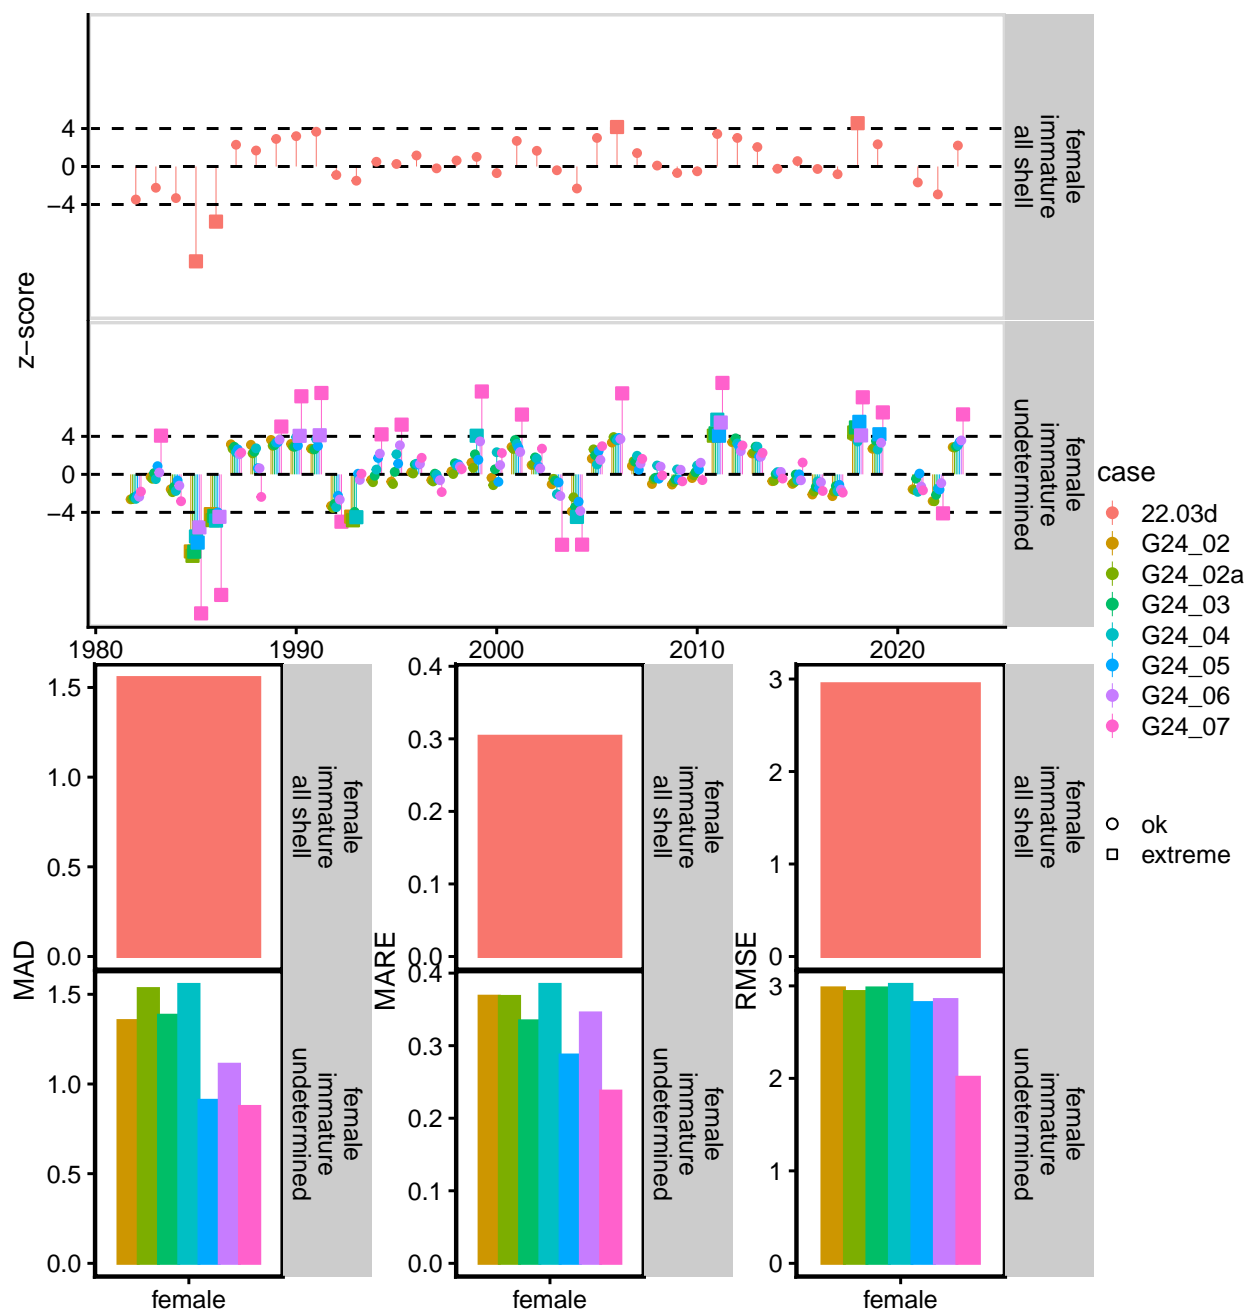 4
0
−4
female
immature
all shell
z−score
4
0
−4
female
immature
undetermined
1980
1990
2000
2010
2020
case
22.03d
G24_02
G24_02a
G24_03
G24_04
G24_05
G24_06
G24_07
ok
extreme
MAD
1.5
1.0
0.5
0.0
female
immature
all shell
1.5
1.0
0.5
0.0
female
immature
undetermined
female
MARE
0.4
0.3
0.2
0.1
0.0
female
immature
all shell
0.4
0.3
0.2
0.1
0.0
female
immature
undetermined
female
RMSE
3
2
1
0
female
immature
all shell
3
2
1
0
female
immature
undetermined
female